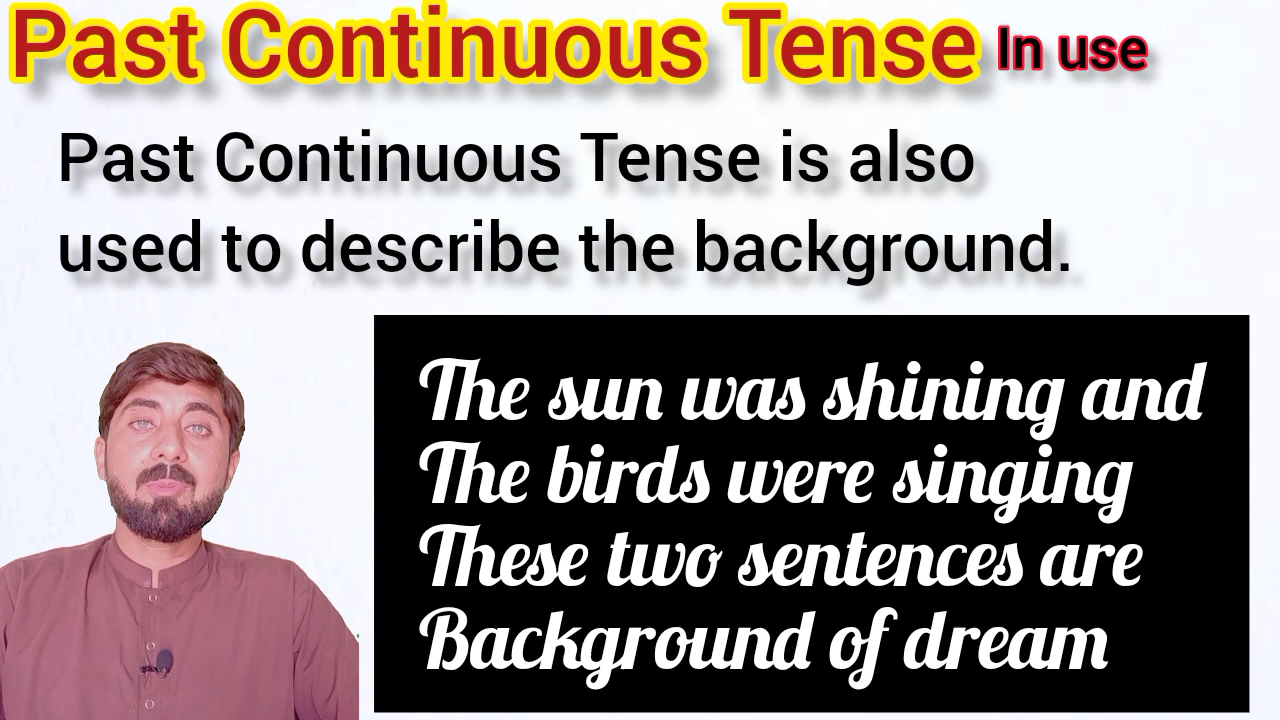 Past Continuous Tense In use
Past Continuous Tense is also
used to describe the background.
The sun was shining and
The birds were singing
These two sentences are
Background of dream